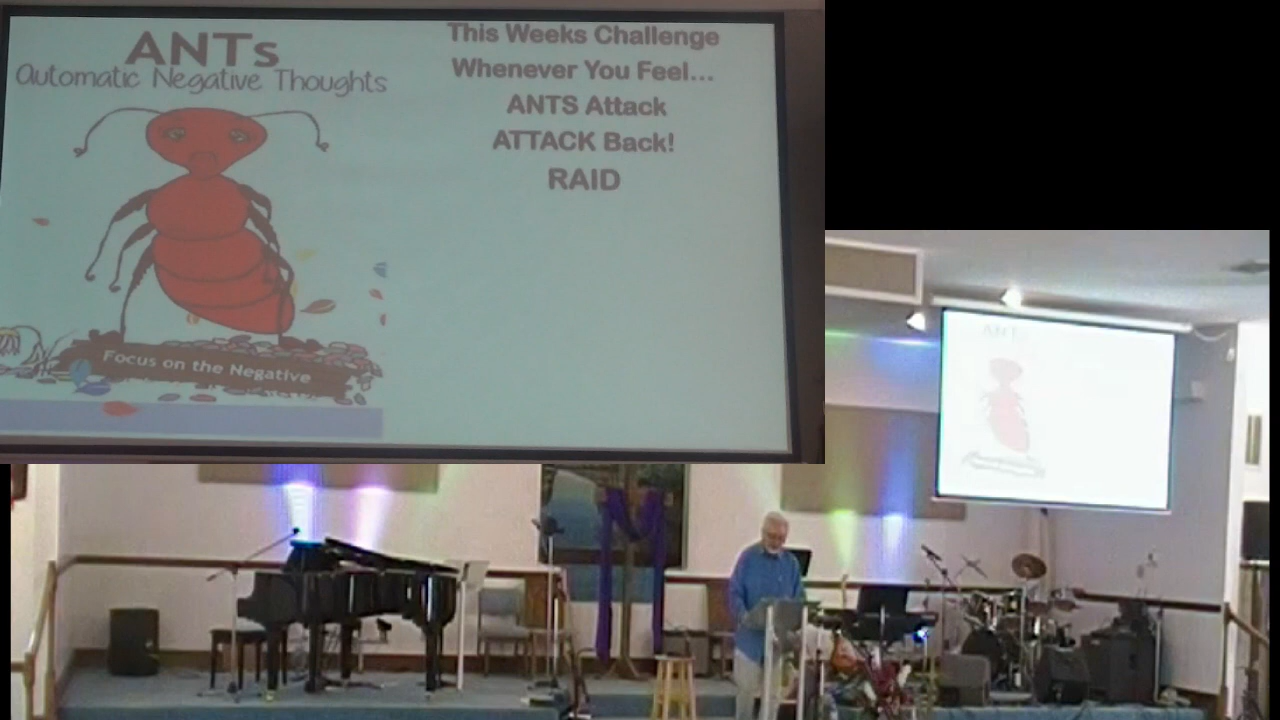 ANTs
Automatic Negative Thoughts
Focus on the Negative
This Weeks Challenge
Whenever You Feel...
ANTS Attack
ATTACK Back!
RAID
ANTs